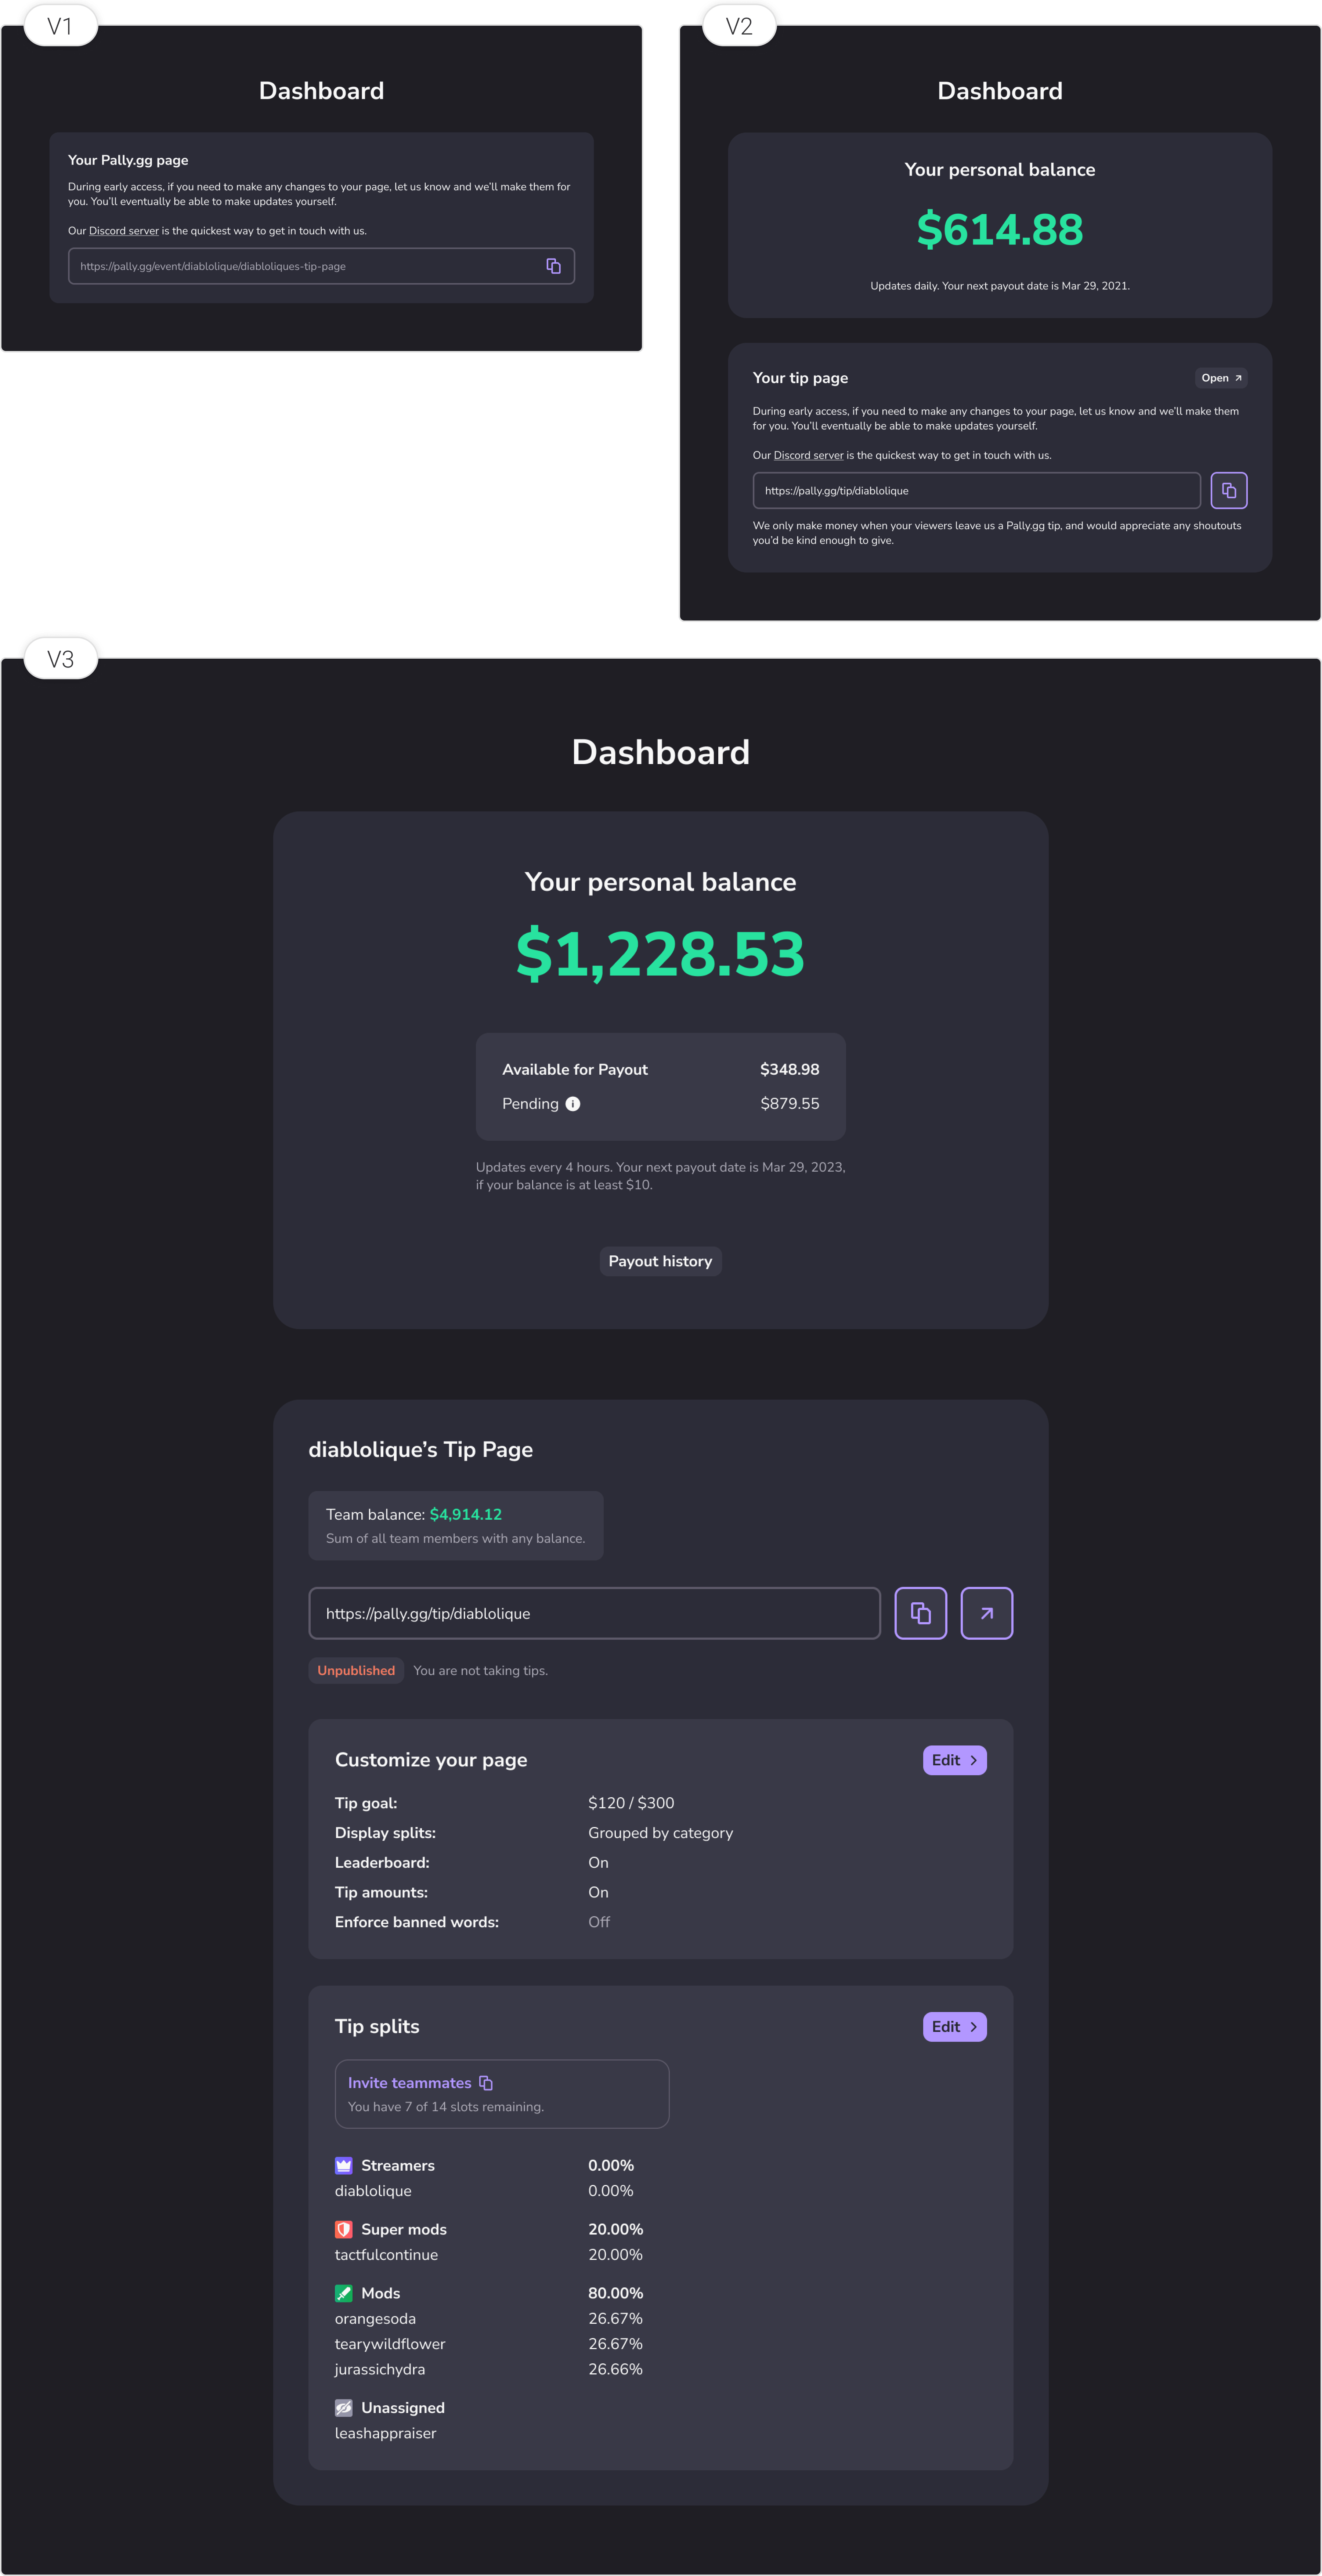 V1
Dashboard
Your Pally.gg page
During early access, if you need to make any changes to your page, let us know and we’ll make them for
you. You’ll eventually be able to make updates yourself.
Our Discord server is the quickest way to get in touch with us.
https://pally.gg/event/diablolique/diabloliques-tip-page
V2
Dashboard
Your personal balance
$614.88
Updates daily. Your next payout date is Mar 29, 2021.
Your tip page
Open
During early access, if you need to make any changes to your page, let us know and we’ll make them
for you. You’ll eventually be able to make updates yourself.
Our Discord server is the quickest way to get in touch with us.
https://pally.gg/tip/diablolique
We only make money when your viewers leave us a Pally.gg tip, and would appreciate any shoutouts
you’d be kind enough to give.
V3
Dashboard
Your personal balance
$1,228.53
Available for Payout $348.98
Pending $879.55
Updates every 4 hours. Your next payout date is Mar 29, 2023,
if your balance is at least $10.
Payout history
diablolique’s Tip Page
Team balance: $4,914.12
Sum of all team members with any balance.
https://pally.gg/tip/diablolique
Unpublished You are not taking tips.
Customize your page
Edit
Tip goal: $120 / $300
Display splits: Grouped by category
Leaderboard: On
Tip amounts: On
Enforce banned words: Off
Tip splits
Edit
Invite teammates
You have 7 of 14 slots remaining.
Streamers 0.00%
diablolique 0.00%
Super mods 20.00%
tactfulcontinue 20.00%
Mods 80.00%
orangesoda 26.67%
tearywildflower 26.67%
jurassichydra 26.66%
Unassigned
leashappraiser